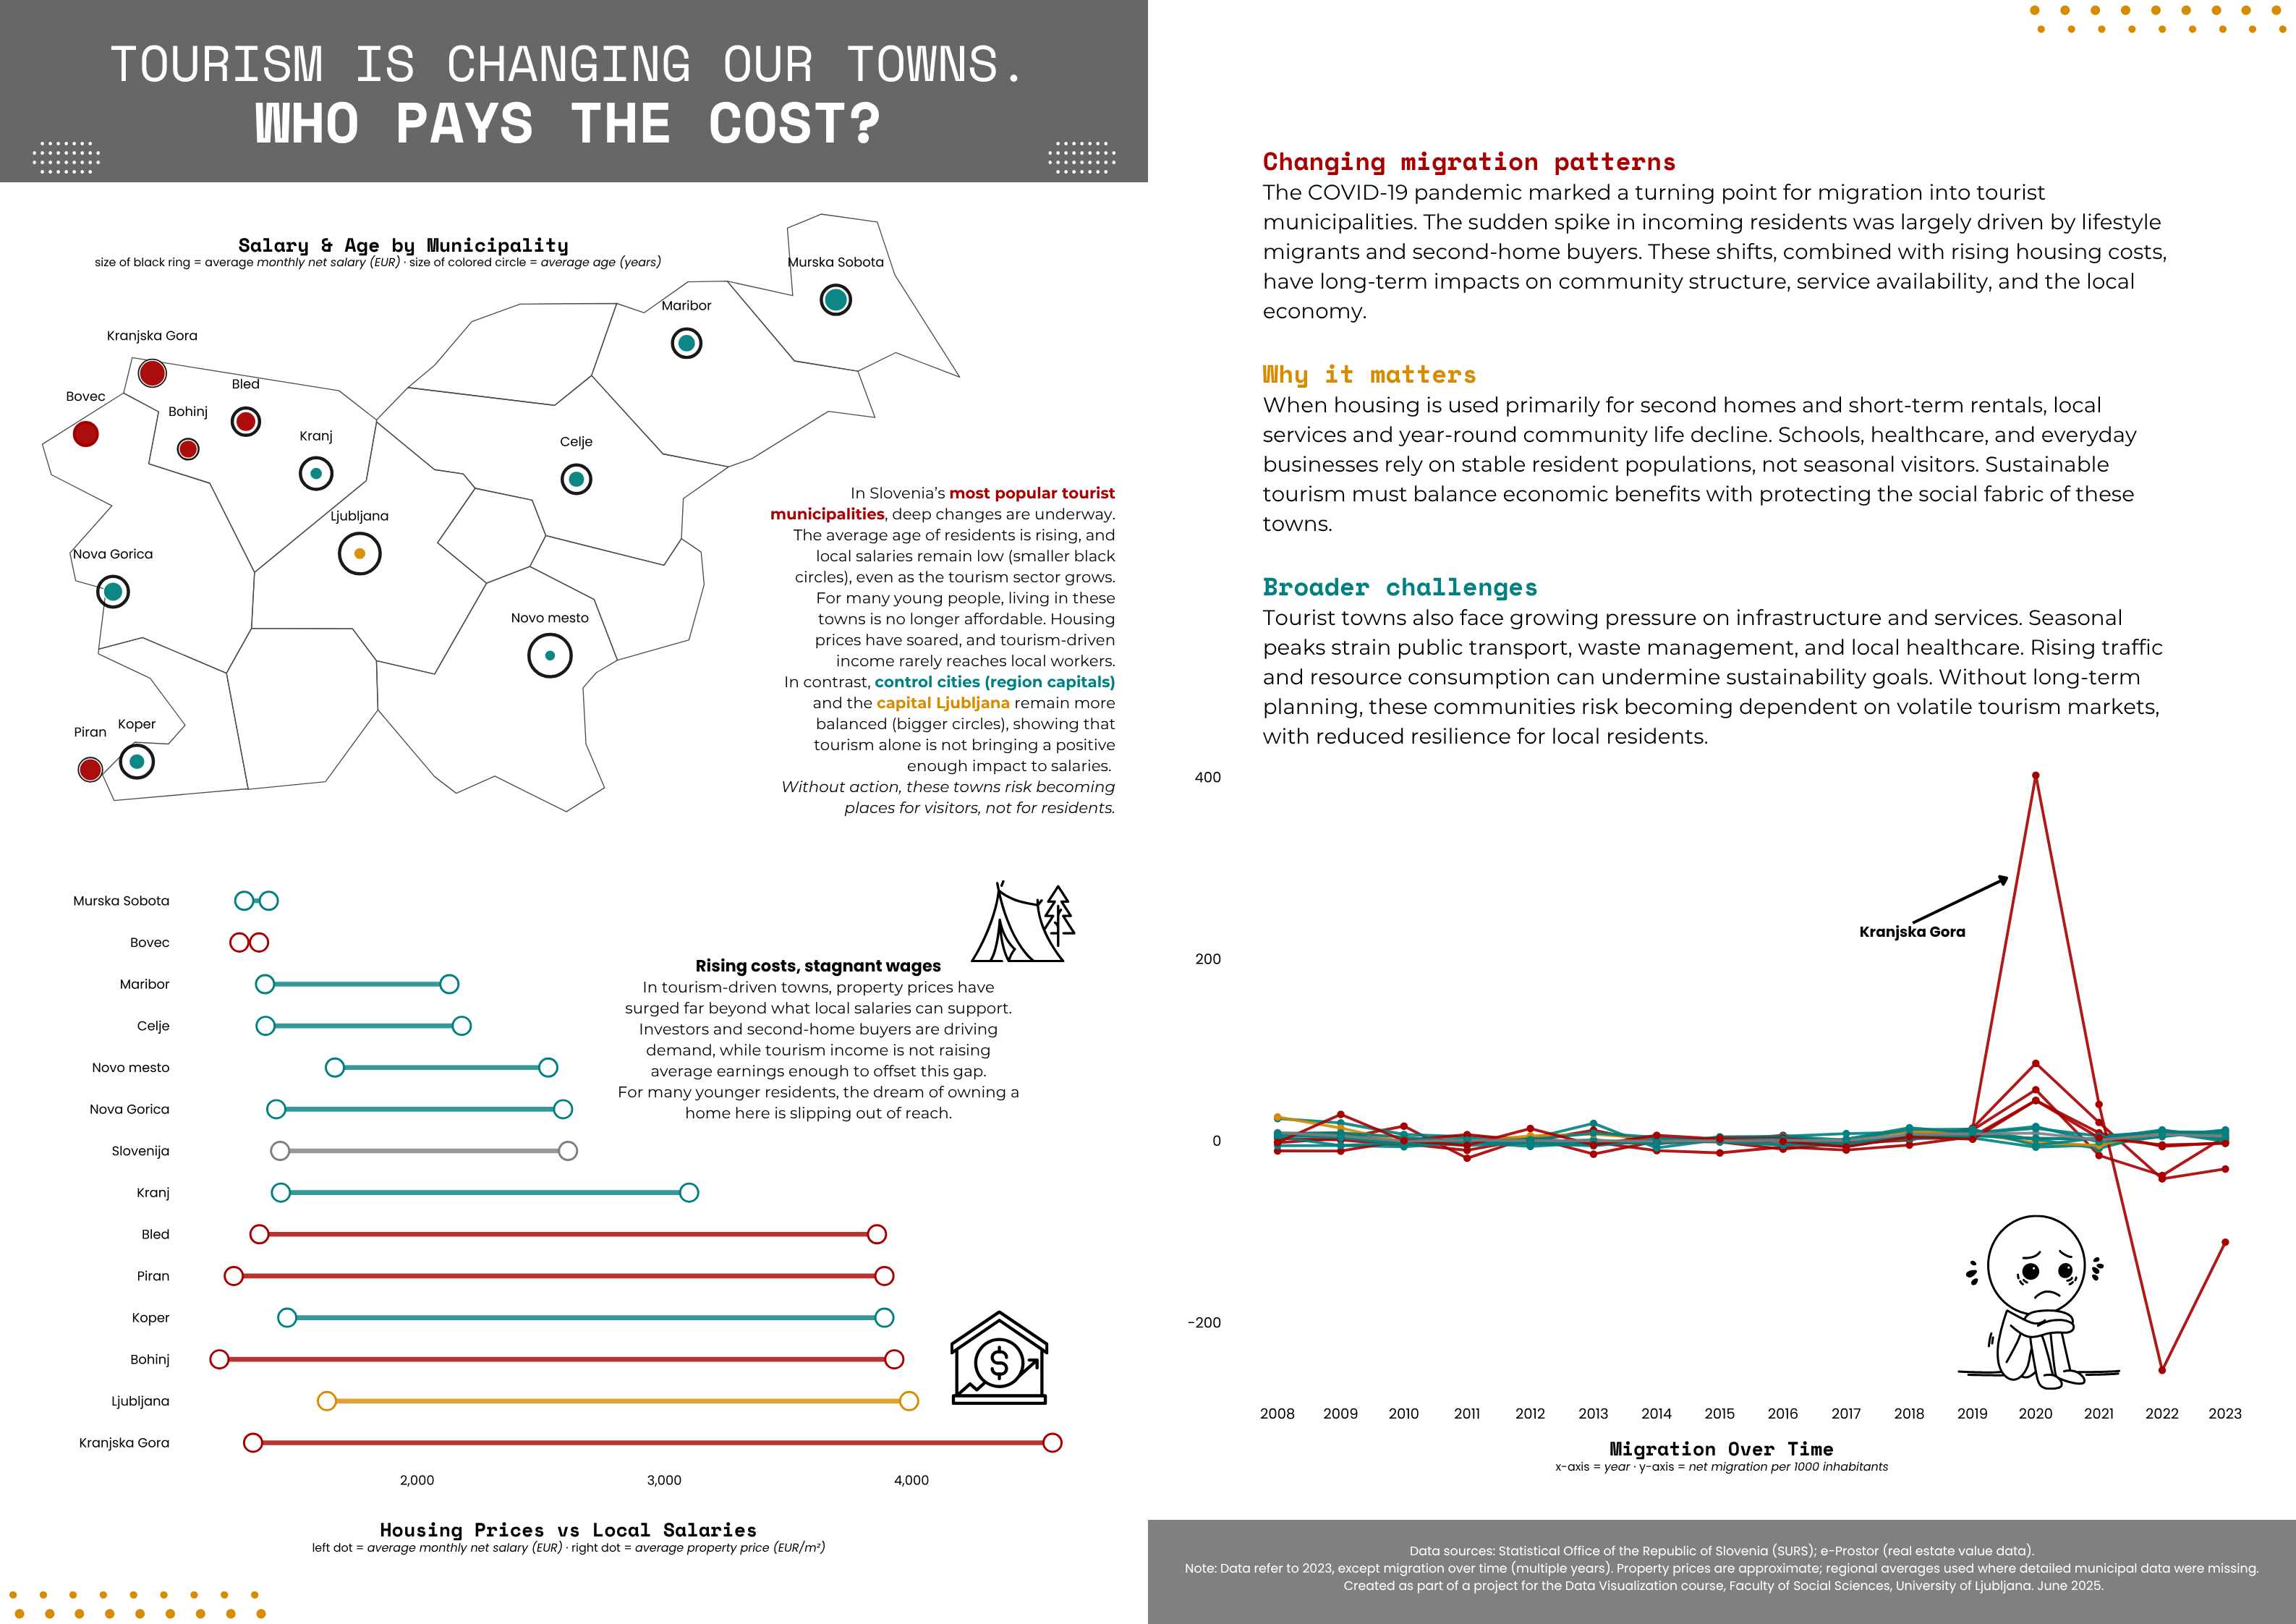 TOURISM IS CHANGING OUR TOWNS.
WHO PAYS THE COST?
Salary & Age by Municipality
size of black ring = average monthly net salary (EUR) · size of colored circle = average age (years)
Murska Sobota
Maribor
Kranjska Gora
Bled
Bovec
Bohinj
Kranj
Celje
Ljubljana
Nova Gorica
Novo mesto
Koper
Piran
In Slovenia's most popular tourist
municipalities, deep changes are underway.
The average age of residents is rising, and
local salaries remain low (smaller black
circles), even as the tourism sector grows.
For many young people, living in these
towns is no longer affordable. Housing
prices have soared, and tourism-driven
income rarely reaches local workers.
In contrast, control cities (region capitals)
and the capital Ljubljana remain more
balanced (bigger circles), showing that
tourism alone is not bringing a positive
enough impact to salaries.
Without action, these towns risk becoming
places for visitors, not for residents.
Murska Sobota
Bovec
Maribor
Celje
Novo mesto
Nova Gorica
Slovenija
Kranj
Bled
Piran
Koper
Bohinj
Ljubljana
Kranjska Gora
2,000 3,000 4,000
Rising costs, stagnant wages
In tourism-driven towns, property prices have
surged far beyond what local salaries can support.
Investors and second-home buyers are driving
demand, while tourism income is not raising
average earnings enough to offset this gap.
For many younger residents, the dream of owning a
home here is slipping out of reach.
$
Housing Prices vs Local Salaries
left dot = average monthly net salary (EUR) · right dot = average property price (EUR/m²)
Changing migration patterns
The COVID-19 pandemic marked a turning point for migration into tourist
municipalities. The sudden spike in incoming residents was largely driven by lifestyle
migrants and second-home buyers. These shifts, combined with rising housing costs,
have long-term impacts on community structure, service availability, and the local
economy.
Why it matters
When housing is used primarily for second homes and short-term rentals, local
services and year-round community life decline. Schools, healthcare, and everyday
businesses rely on stable resident populations, not seasonal visitors. Sustainable
tourism must balance economic benefits with protecting the social fabric of these
towns.
Broader challenges
Tourist towns also face growing pressure on infrastructure and services. Seasonal
peaks strain public transport, waste management, and local healthcare. Rising traffic
and resource consumption can undermine sustainability goals. Without long-term
planning, these communities risk becoming dependent on volatile tourism markets,
with reduced resilience for local residents.
400
200
0
−200
Kranjska Gora
2008 2009 2010 2011 2012 2013 2014 2015 2016 2017 2018 2019 2020 2021 2022 2023
Migration Over Time
x-axis = year · y-axis = net migration per 1000 inhabitants
Data sources: Statistical Office of the Republic of Slovenia (SURS); e-Prostor (real estate value data).
Note: Data refer to 2023, except migration over time (multiple years). Property prices are approximate; regional averages used where detailed municipal data were missing.
Created as part of a project for the Data Visualization course, Faculty of Social Sciences, University of Ljubljana. June 2025.